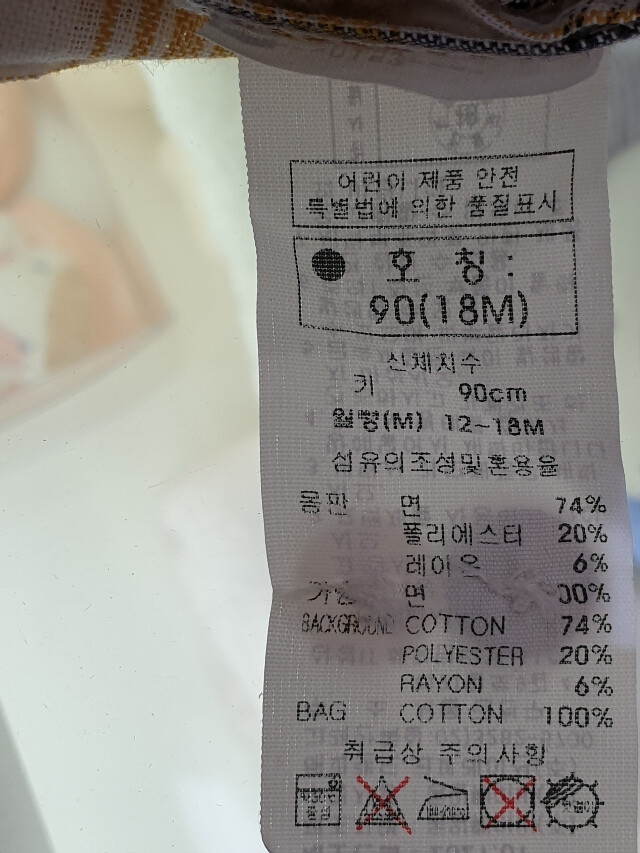 어린이 제품 안전
특별법에 의한 품질표시
● 호 칭 :
90(18M)
신체치수
키 90cm
월령(M) 12~18M
섬유의조성및혼용율
몸판 면 74%
폴리에스터 20%
레이온 6%
면
BACKGROUND COTTON 74%
POLYESTER 20%
RAYON 6%
BAG COTTON 100%
취급상 주의사항